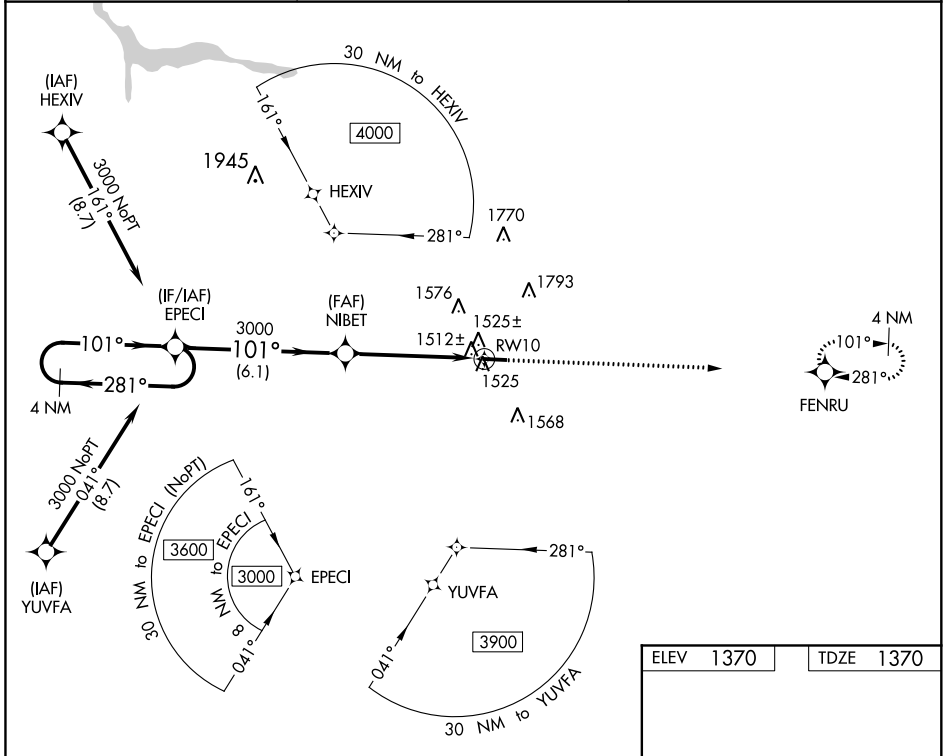 30 NM to HEXIV
(IAF)
HEXIV
161°
4000
3000 NoPT
161°
(8.7)
1945
HEXIV
281°
1770
(IF/IAF)
EPECI
(FAF)
NIBET
1576
1793
1525±
1512±
RW10
1525
4 NM
101°
281°
FENRU
101°
3000
101°
(6.1)
281°
4 NM
1568
3000 NoPT
041°
(8.7)
(IAF)
YUVFA
30 NM to EPECI (NoPT)
161°
3600
8 NM to EPECI
3000
EPECI
041°
281°
YUVFA
3900
041°
30 NM to YUVFA
ELEV 1370
TDZE 1370